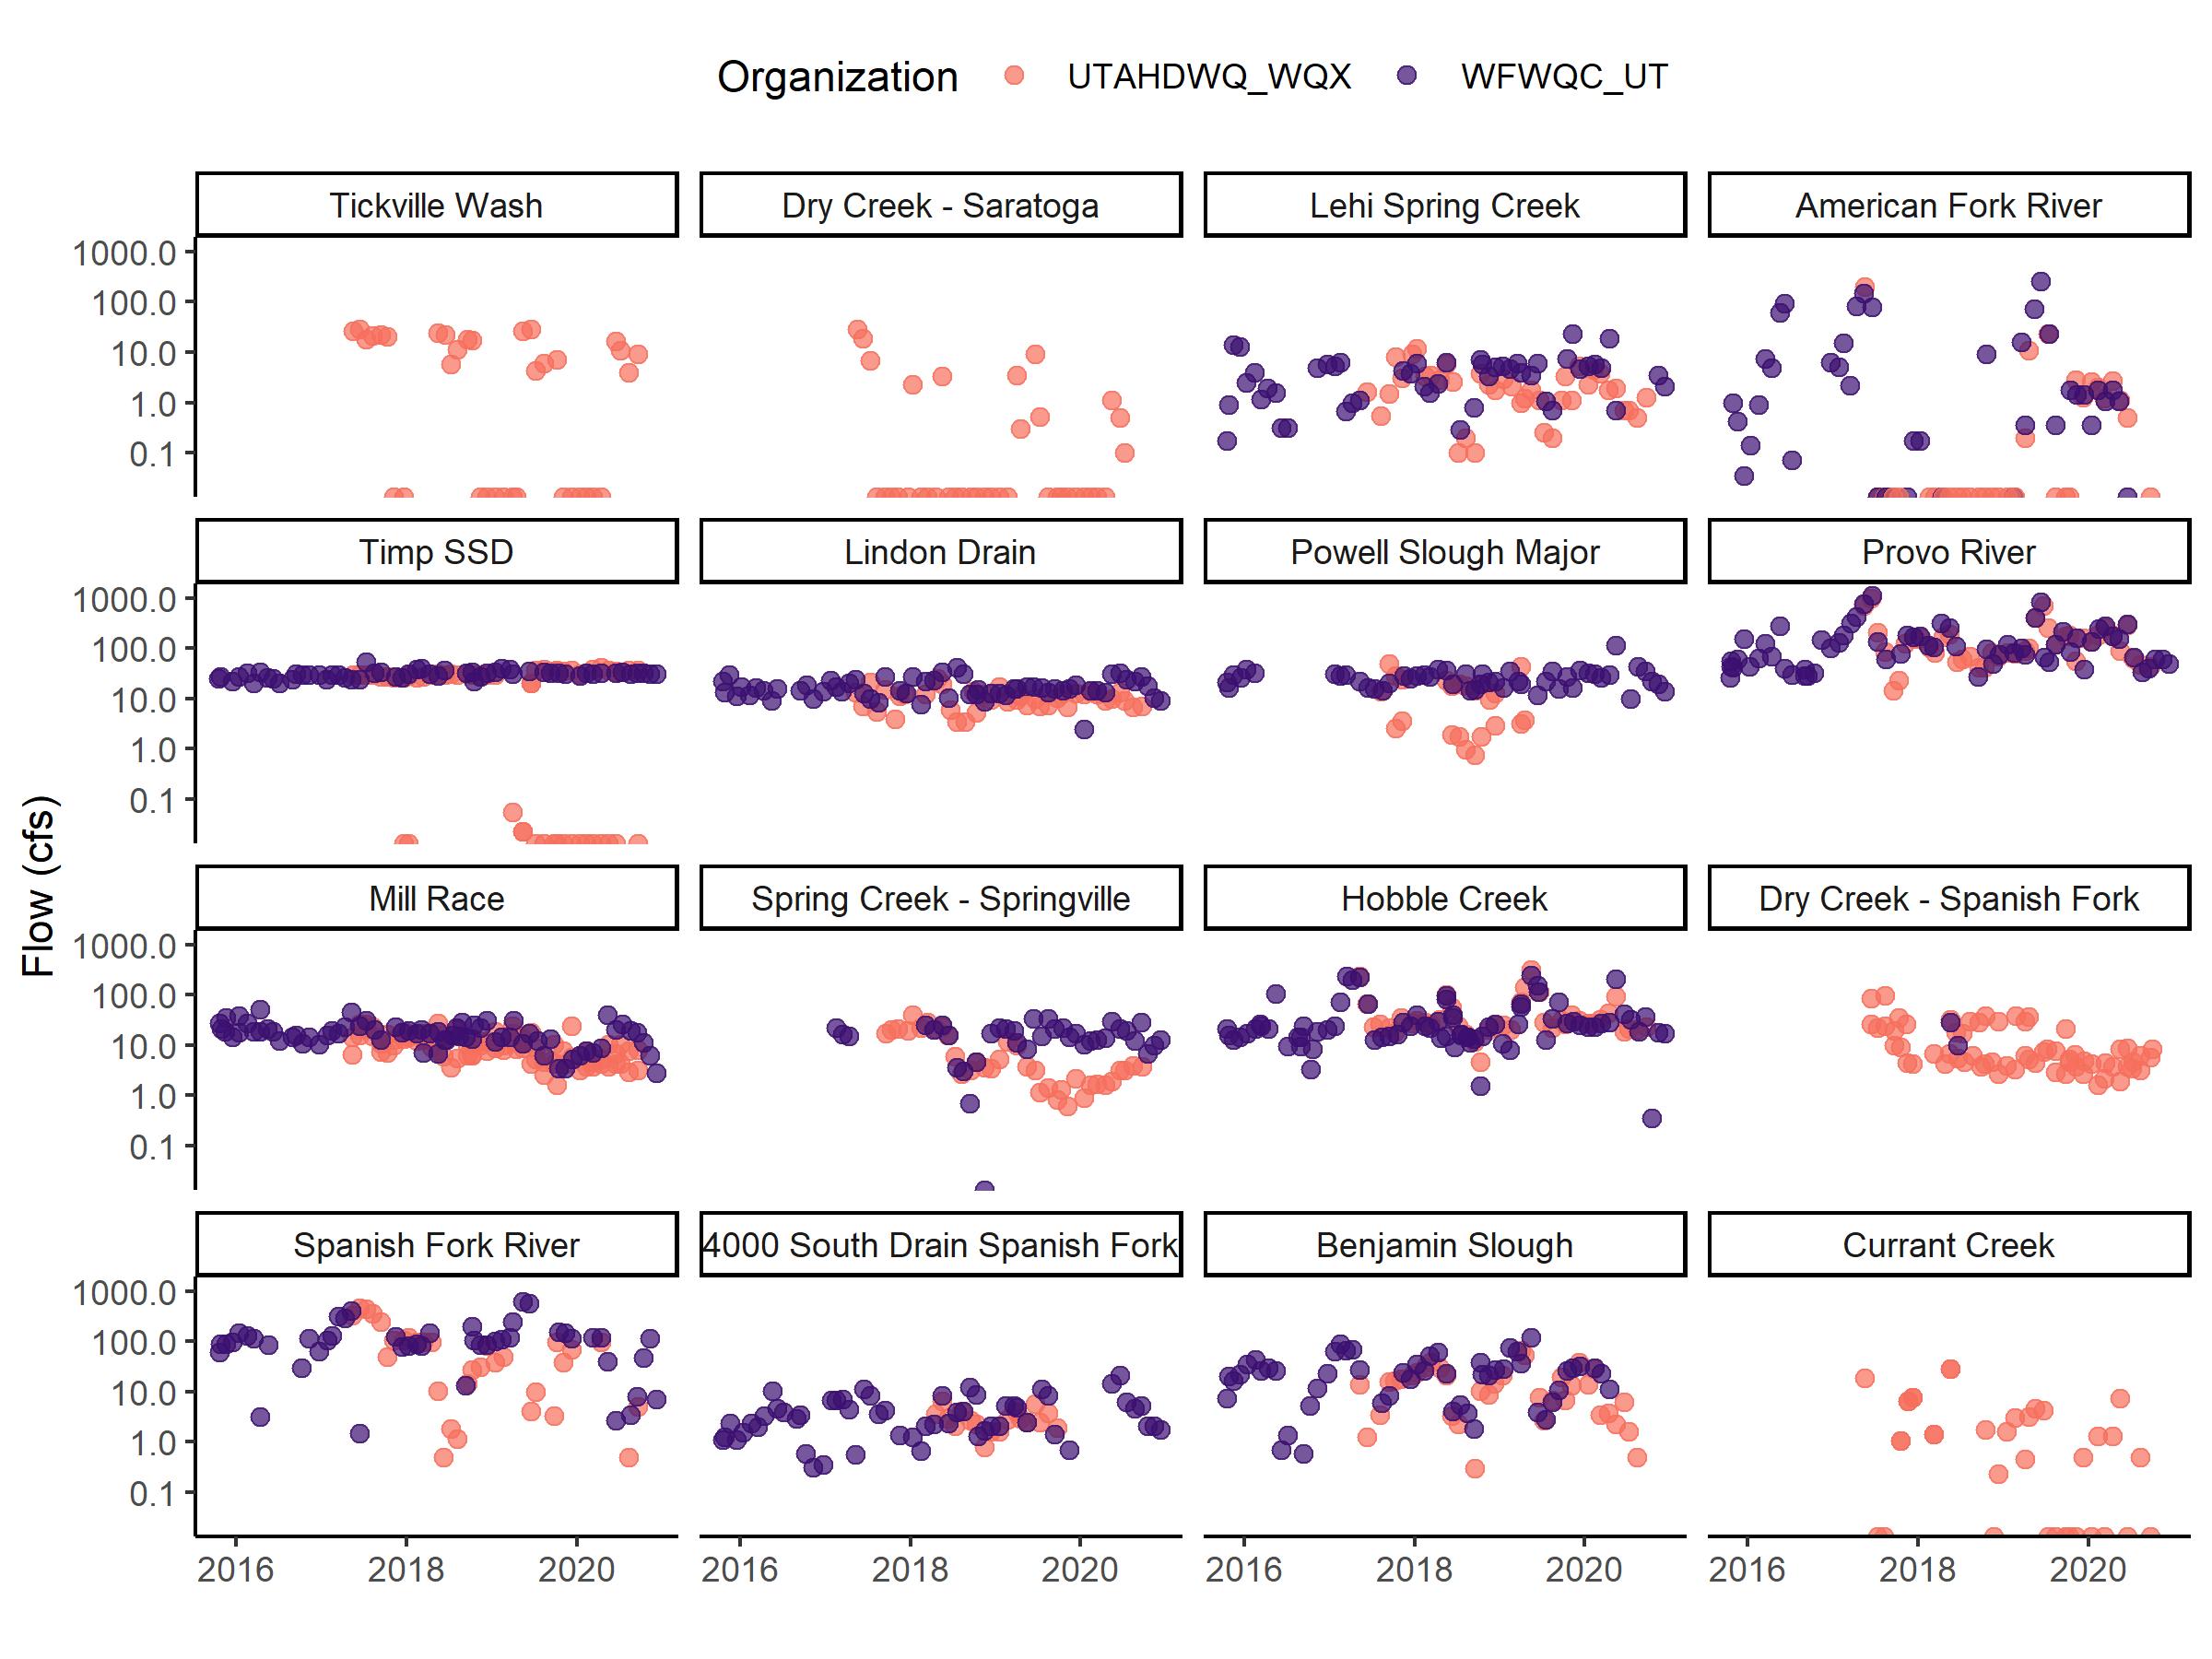 Organization UTAHDWQ_WQX WFWQC_UT
Tickville Wash Dry Creek - Saratoga Lehi Spring Creek American Fork River
1000.0
100.0
10.0
1.0
0.1
Timp SSD Lindon Drain Powell Slough Major Provo River
1000.0
100.0
10.0
1.0
0.1
Flow (cfs)
Mill Race Spring Creek - Springville Hobble Creek Dry Creek - Spanish Fork
1000.0
100.0
10.0
1.0
0.1
Spanish Fork River 4000 South Drain Spanish Fork Benjamin Slough Currant Creek
1000.0
100.0
10.0
1.0
0.1
2016 2018 2020 2016 2018 2020 2016 2018 2020 2016 2018 2020